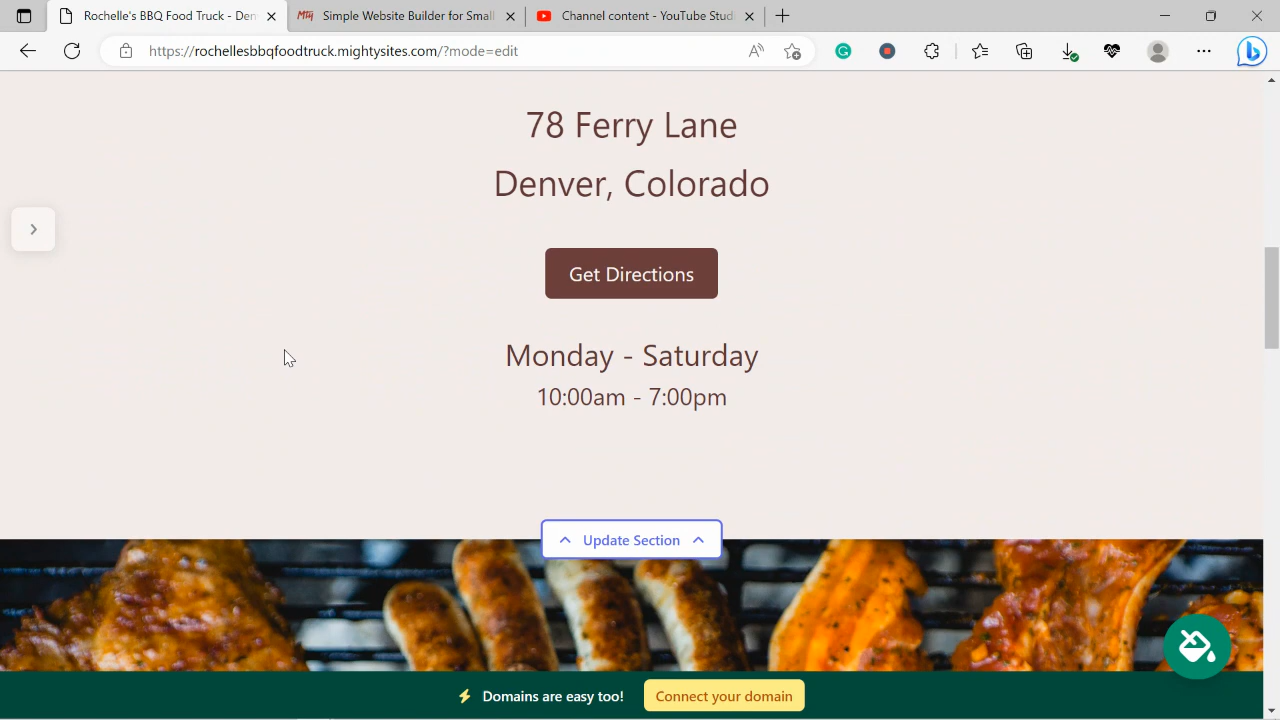 Rochelle's BBQ Food Truck - Den
Simple Website Builder for Small
Channel content - YouTube Studi
https://rochellesbbqfoodtruck.mightysites.com/?mode=edit
78 Ferry Lane
Denver, Colorado
Get Directions
Monday - Saturday
10:00am - 7:00pm
Update Section
Domains are easy too!
Connect your domain